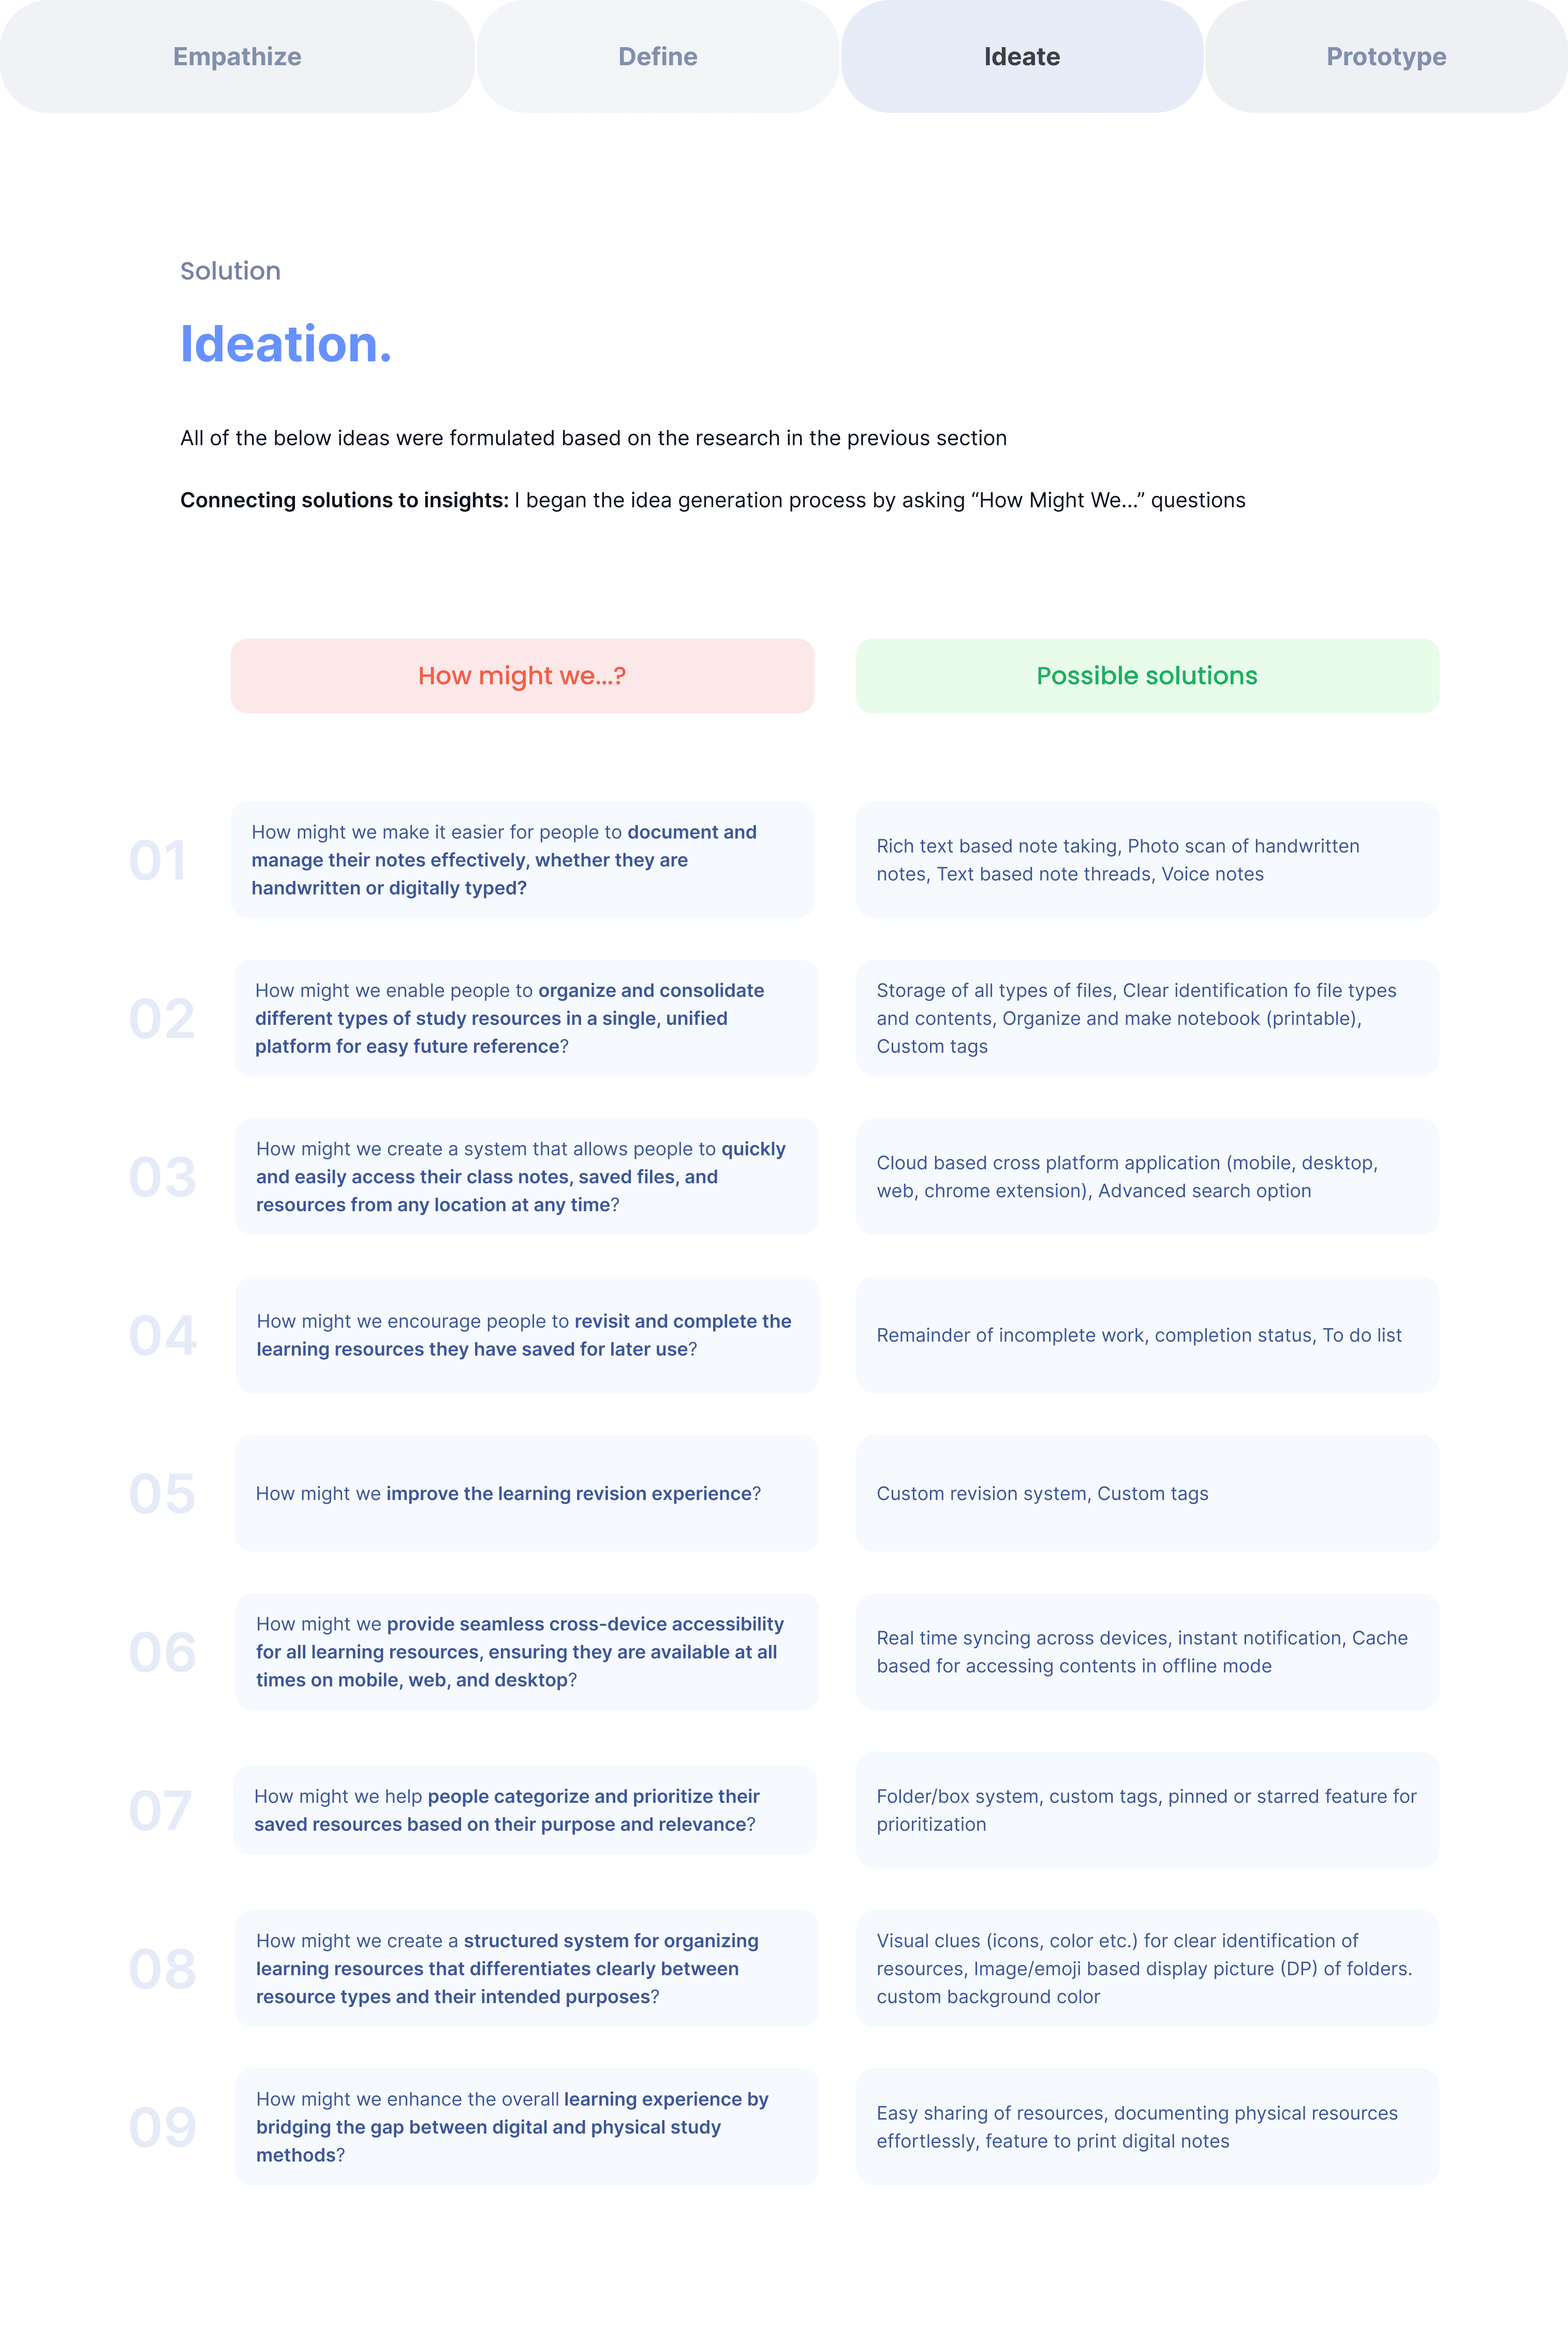 Empathize
Define
Ideate
Prototype
Solution
Ideation.
All of the below ideas were formulated based on the research in the previous section
Connecting solutions to insights: I began the idea generation process by asking “How Might We...” questions
How might we...?
Possible solutions
01
How might we make it easier for people to document and
manage their notes effectively, whether they are
handwritten or digitally typed?
Rich text based note taking, Photo scan of handwritten
notes, Text based note threads, Voice notes
02
How might we enable people to organize and consolidate
different types of study resources in a single, unified
platform for easy future reference?
Storage of all types of files, Clear identification fo file types
and contents, Organize and make notebook (printable),
Custom tags
03
How might we create a system that allows people to quickly
and easily access their class notes, saved files, and
resources from any location at any time?
Cloud based cross platform application (mobile, desktop,
web, chrome extension), Advanced search option
04
How might we encourage people to revisit and complete the
learning resources they have saved for later use?
Remainder of incomplete work, completion status, To do list
05
How might we improve the learning revision experience?
Custom revision system, Custom tags
06
How might we provide seamless cross-device accessibility
for all learning resources, ensuring they are available at all
times on mobile, web, and desktop?
Real time syncing across devices, instant notification, Cache
based for accessing contents in offline mode
07
How might we help people categorize and prioritize their
saved resources based on their purpose and relevance?
Folder/box system, custom tags, pinned or starred feature for
prioritization
08
How might we create a structured system for organizing
learning resources that differentiates clearly between
resource types and their intended purposes?
Visual clues (icons, color etc.) for clear identification of
resources, Image/emoji based display picture (DP) of folders.
custom background color
09
How might we enhance the overall learning experience by
bridging the gap between digital and physical study
methods?
Easy sharing of resources, documenting physical resources
effortlessly, feature to print digital notes